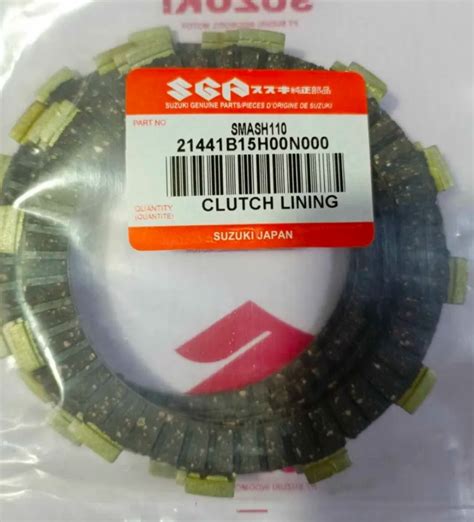 SUZUKI
SGP スズキ純正部品
SUZUKI GENUINE PARTS/PIECES D'ORIGINE DE SUZUKI
PART NO
SMASH110
21441B15H00N000
QUANTITY
(QUANTITE)
CLUTCH LINING
SUZUKI JAPAN